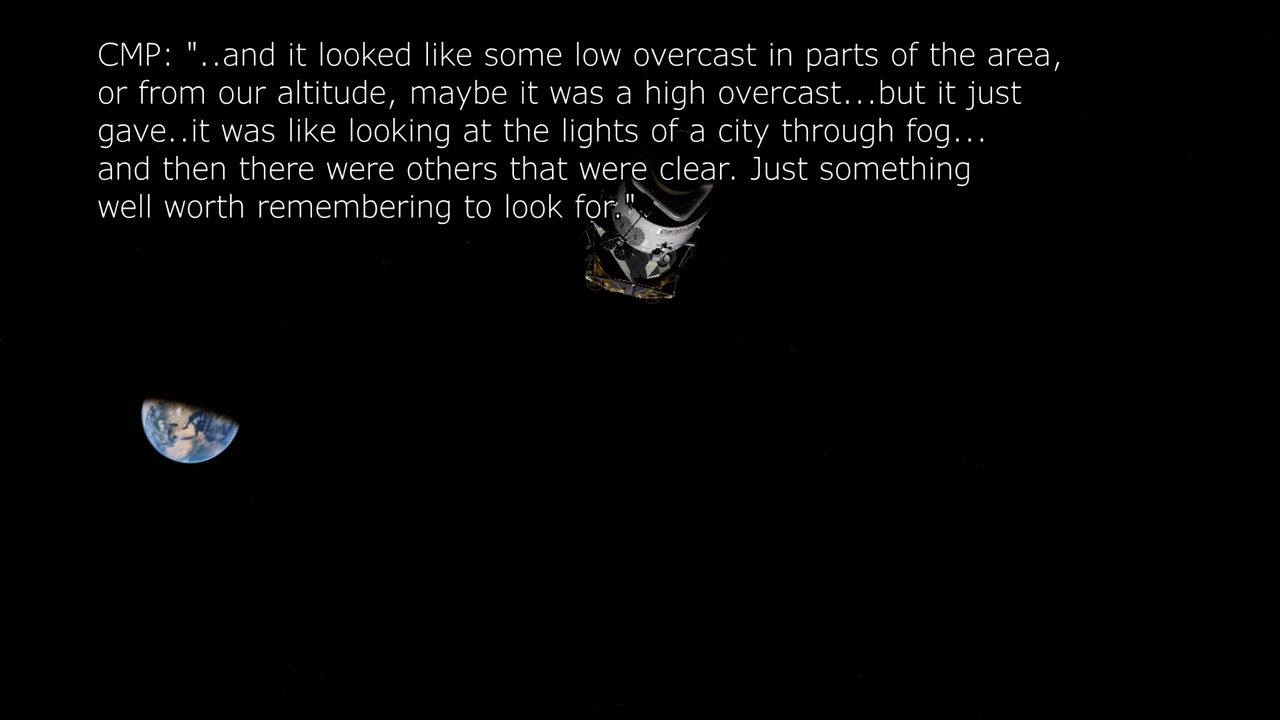 CMP: "..and it looked like some low overcast in parts of the area,
or from our altitude, maybe it was a high overcast...but it just
gave..it was like looking at the lights of a city through fog...
and then there were others that were clear. Just something
well worth remembering to look for."